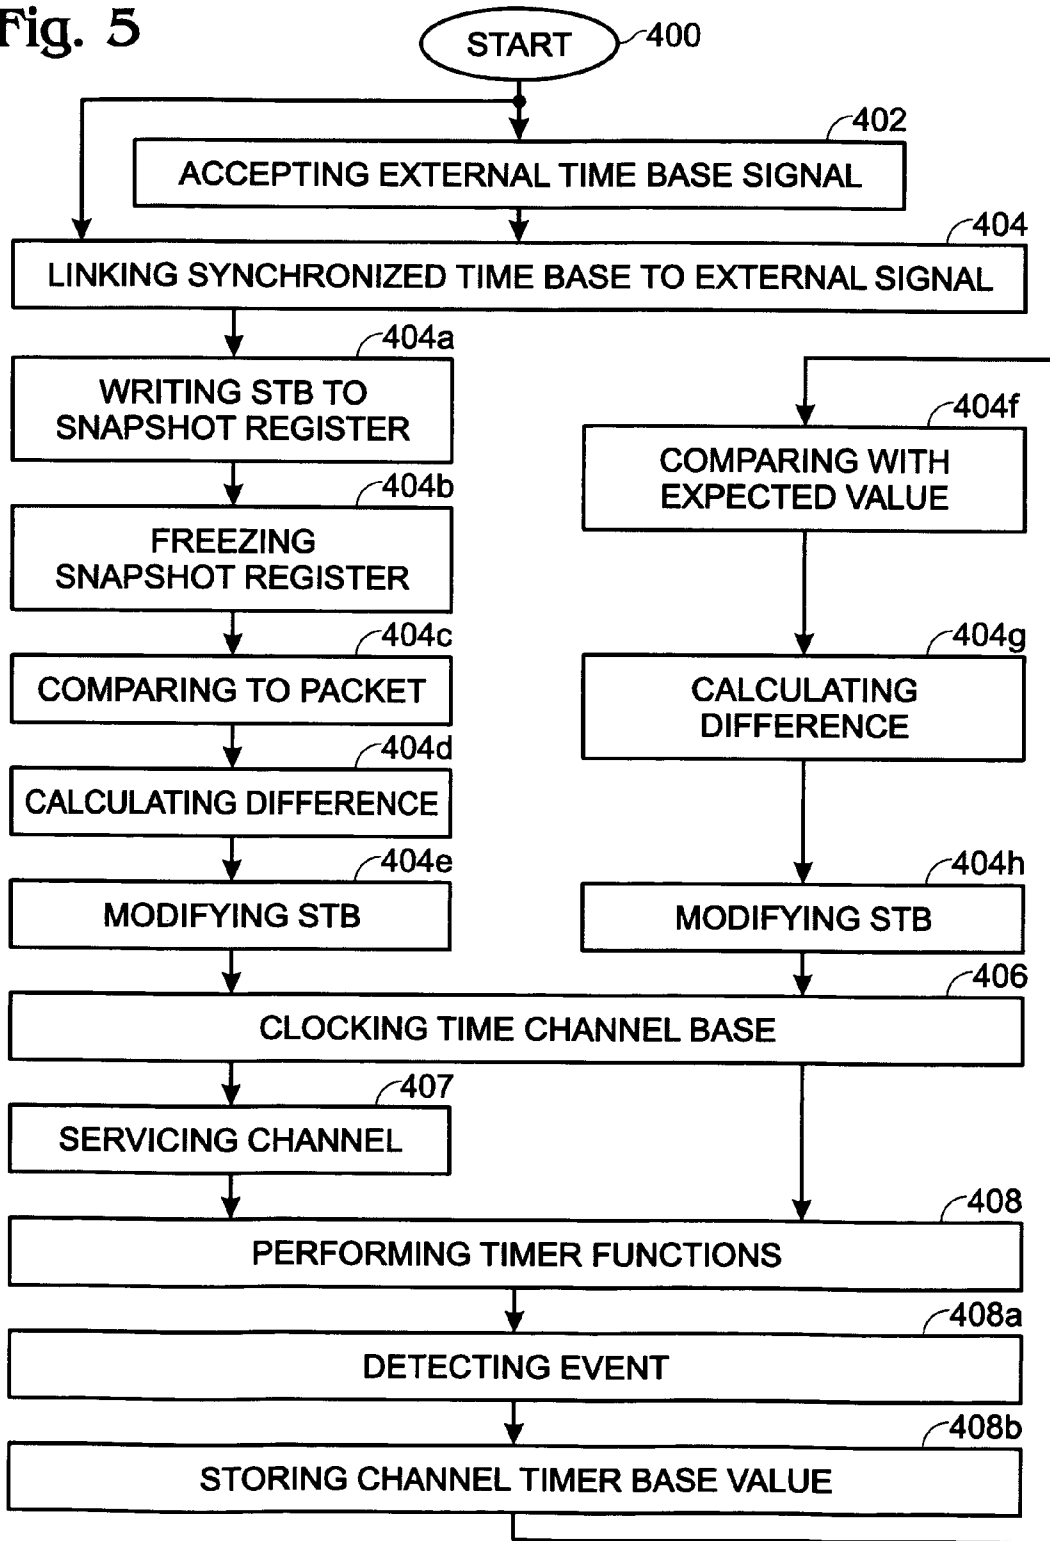 Fig. 5
START
400
402
ACCEPTING EXTERNAL TIME BASE SIGNAL
404
LINKING SYNCHRONIZED TIME BASE TO EXTERNAL SIGNAL
404a
WRITING STB TO
SNAPSHOT REGISTER
404b
FREEZING
SNAPSHOT REGISTER
404c
COMPARING TO PACKET
404d
CALCULATING DIFFERENCE
404e
MODIFYING STB
404f
COMPARING WITH
EXPECTED VALUE
404g
CALCULATING
DIFFERENCE
404h
MODIFYING STB
406
CLOCKING TIME CHANNEL BASE
407
SERVICING CHANNEL
408
PERFORMING TIMER FUNCTIONS
408a
DETECTING EVENT
408b
STORING CHANNEL TIMER BASE VALUE